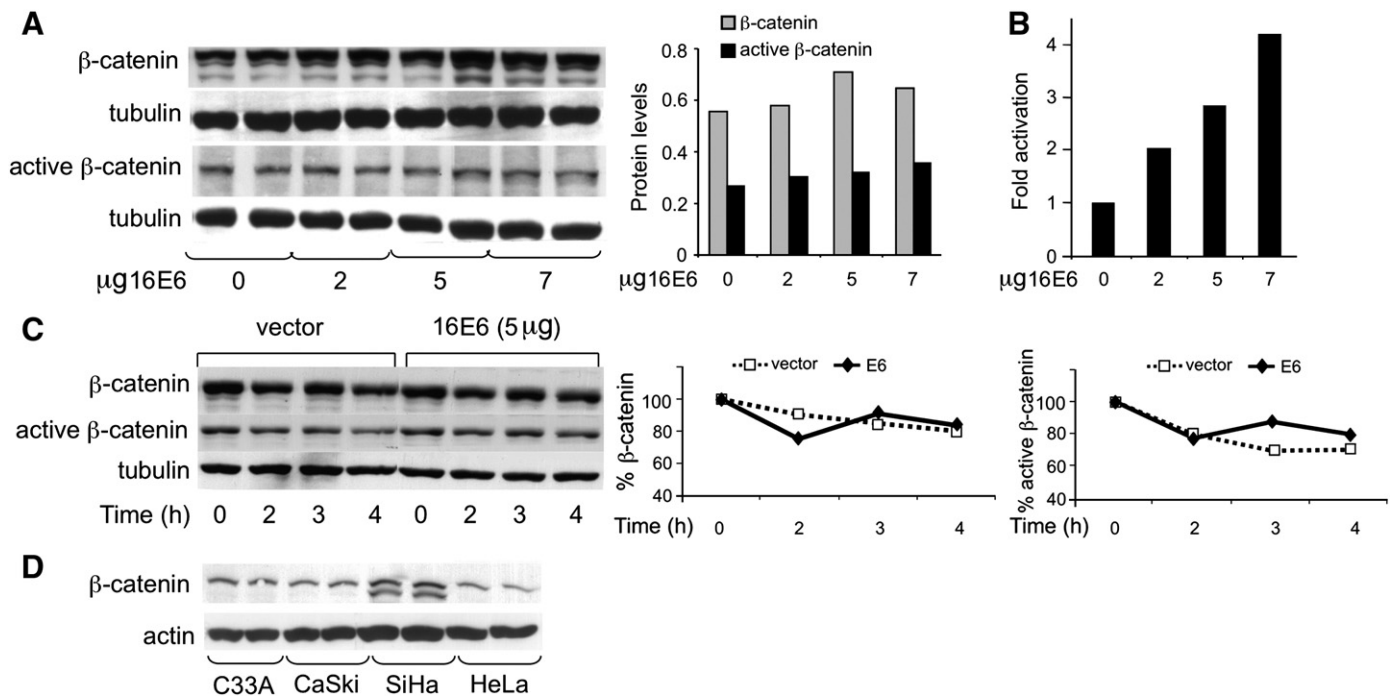 A
β-catenin
tubulin
active β-catenin
tubulin
μg16E6 0 2 5 7
β-catenin
active β-catenin
Protein levels
0.8
0.6
0.4
0.2
0
μg16E6 0 2 5 7
B
Fold activation
4
3
2
1
0
μg16E6 0 2 5 7
C
vector 16E6 (5μg)
β-catenin
active β-catenin
tubulin
Time (h) 0 2 3 4 0 2 3 4
vector E6
% β-catenin
100
80
60
40
Time (h) 0 2 3 4
vector E6
% active β-catenin
100
80
60
40
Time (h) 0 2 3 4
D
β-catenin
actin
C33A CaSki SiHa HeLa